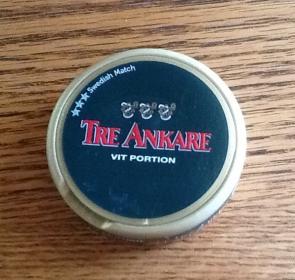 ★★★ Swedish Match
TRE ANKARE
VIT PORTION